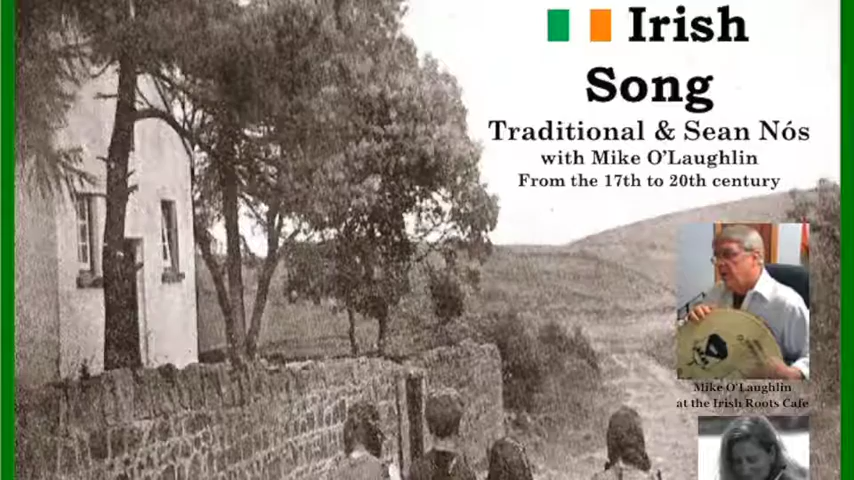 Irish
Song
Traditional & Sean Nós
with Mike O'Laughlin
From the 17th to 20th century
Mike O'Laughlin
at the Irish Roots Cafe